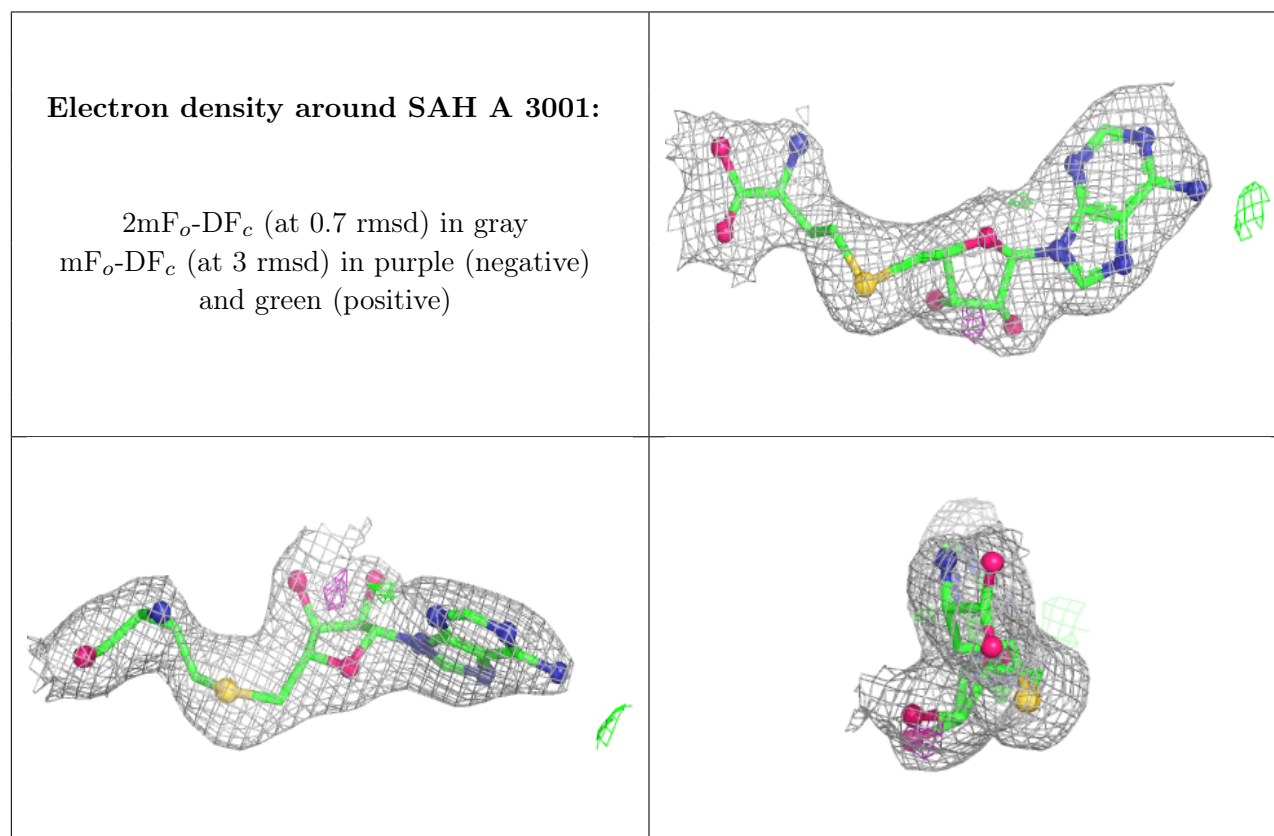 Electron density around SAH A 3001:
2mFo-DFc (at 0.7 rmsd) in gray
mFo-DFc (at 3 rmsd) in purple (negative)
and green (positive)